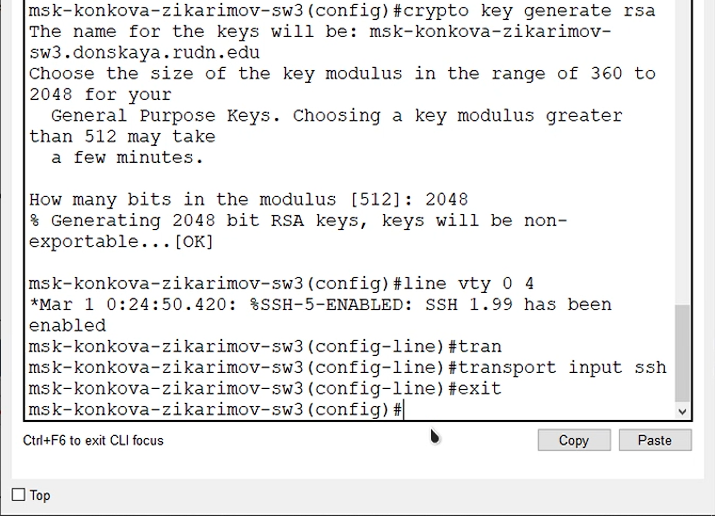 msk-konkova-zikarimov-sw3(config)#crypto key generate rsa
The name for the keys will be: msk-konkova-zikarimov-
sw3.donskaya.rudn.edu
Choose the size of the key modulus in the range of 360 to
2048 for your
  General Purpose Keys. Choosing a key modulus greater
than 512 may take
  a few minutes.

How many bits in the modulus [512]: 2048
% Generating 2048 bit RSA keys, keys will be non-
exportable...[OK]

msk-konkova-zikarimov-sw3(config)#line vty 0 4
*Mar 1 0:24:50.420: %SSH-5-ENABLED: SSH 1.99 has been
enabled
msk-konkova-zikarimov-sw3(config-line)#tran
msk-konkova-zikarimov-sw3(config-line)#transport input ssh
msk-konkova-zikarimov-sw3(config-line)#exit
msk-konkova-zikarimov-sw3(config)#
Ctrl+F6 to exit CLI focus
Copy
Paste
Top